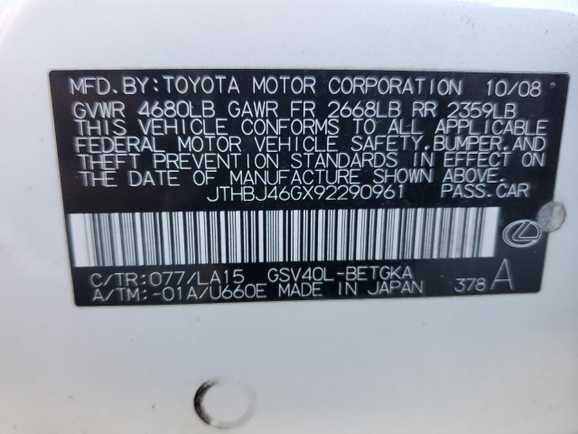 MFD. BY: TOYOTA MOTOR CORPORATION 10/08
GVWR 4680LB GAWR FR 2668LB RR 2359LB
THIS VEHICLE CONFORMS TO ALL APPLICABLE
FEDERAL MOTOR VEHICLE SAFETY, BUMPER, AND
THEFT PREVENTION STANDARDS IN EFFECT ON
THE DATE OF MANUFACTURE SHOWN ABOVE.
JTHBJ46GX92290961 PASS. CAR
C/TR: 077/LA15 GSV40L-BETGKA
A/TM: -01A/U660E MADE IN JAPAN 378 A